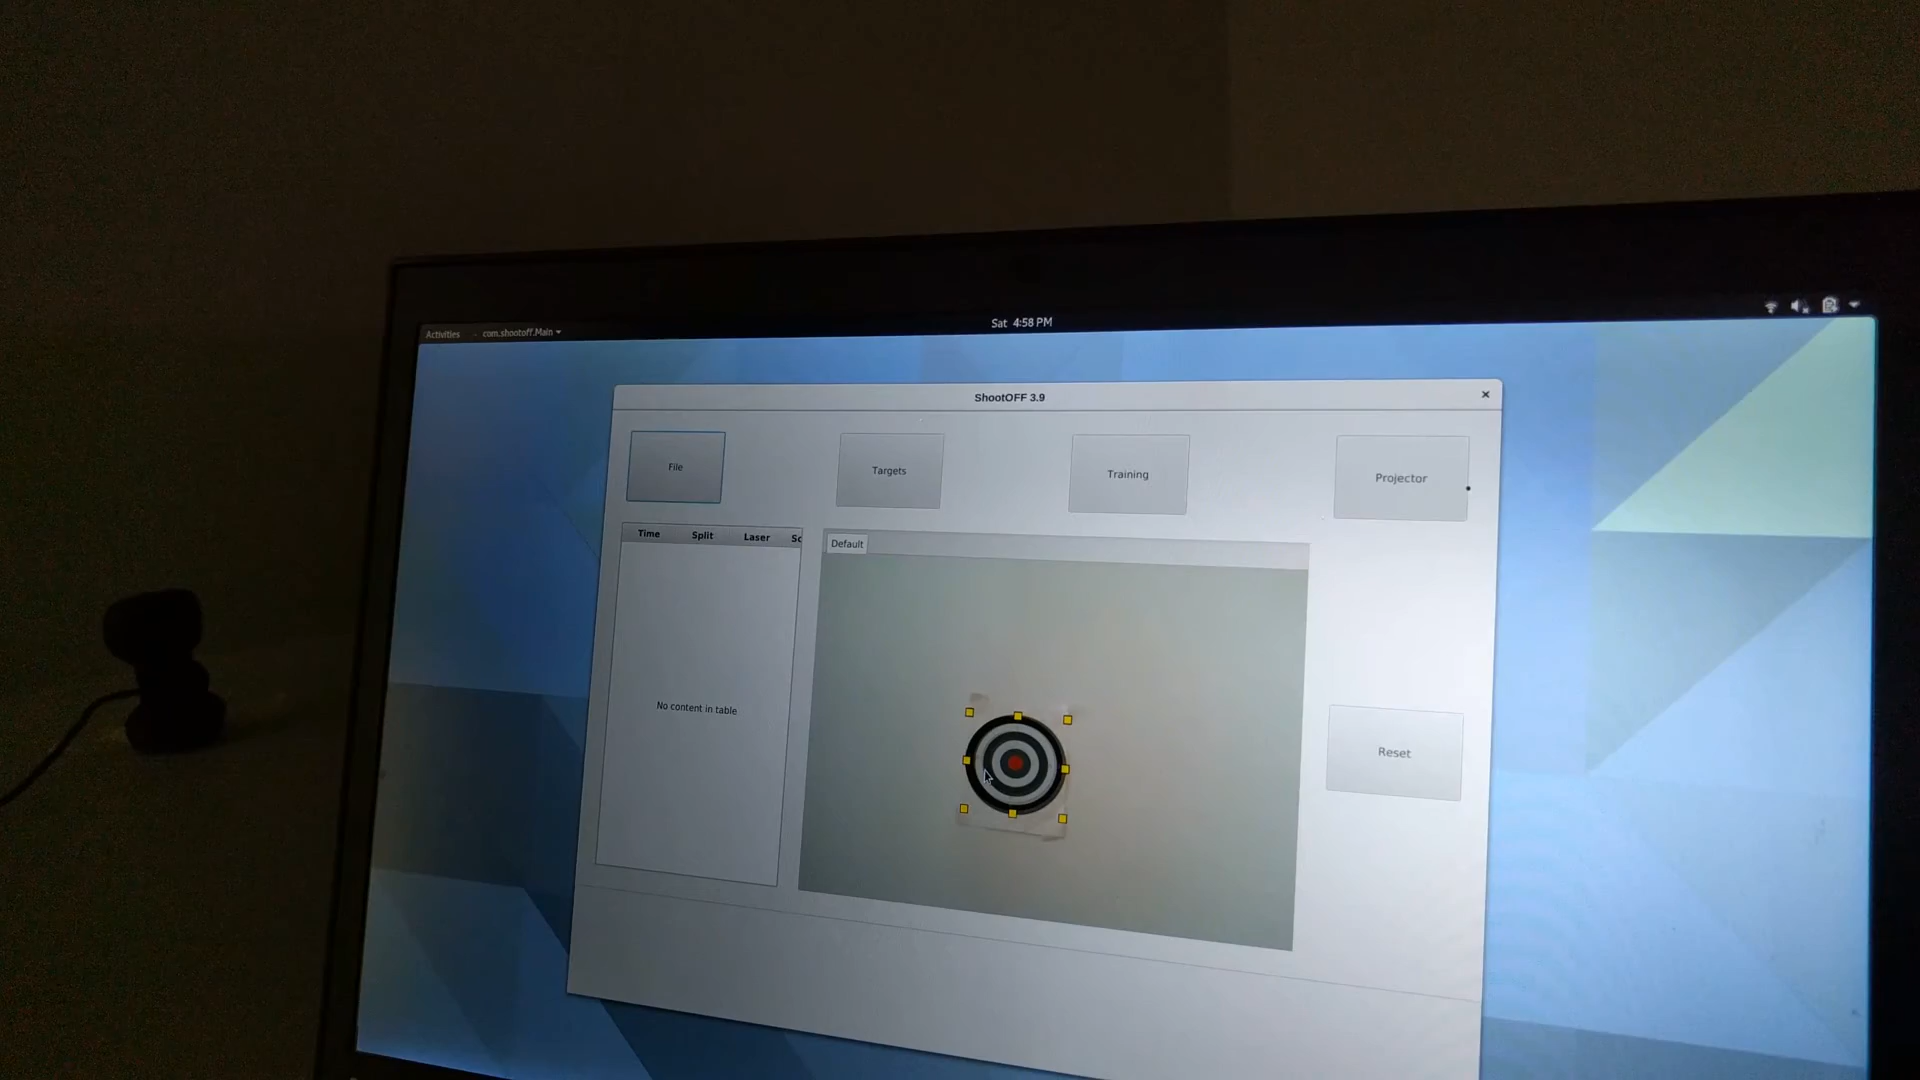 Activities
com.shootoff.Main
Sat 4:58 PM
ShootOFF 3.9
File
Targets
Training
Projector
Time Split Laser Sc
Default
No content in table
Reset